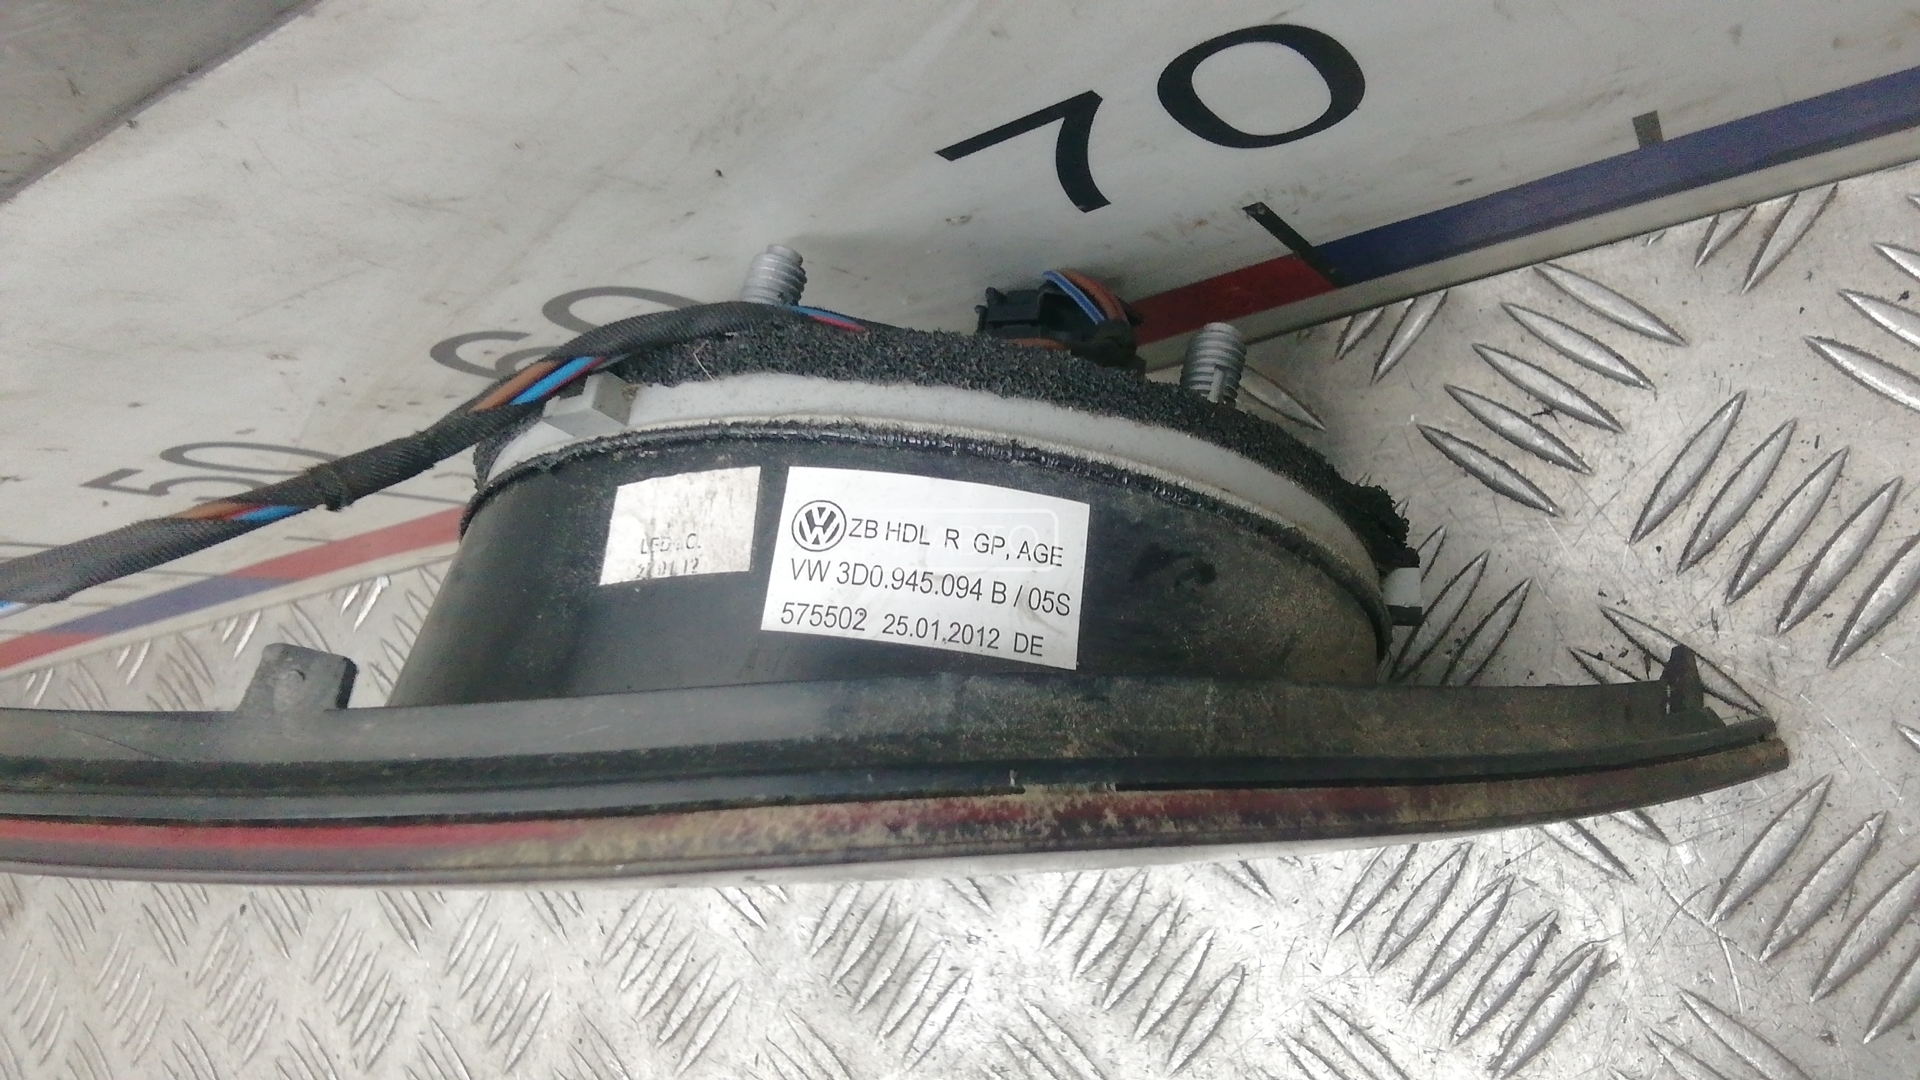 70
60
50
ZB HDL R GP, AGE
VW 3D0.945.094 B / 05S
575502 25.01.2012 DE